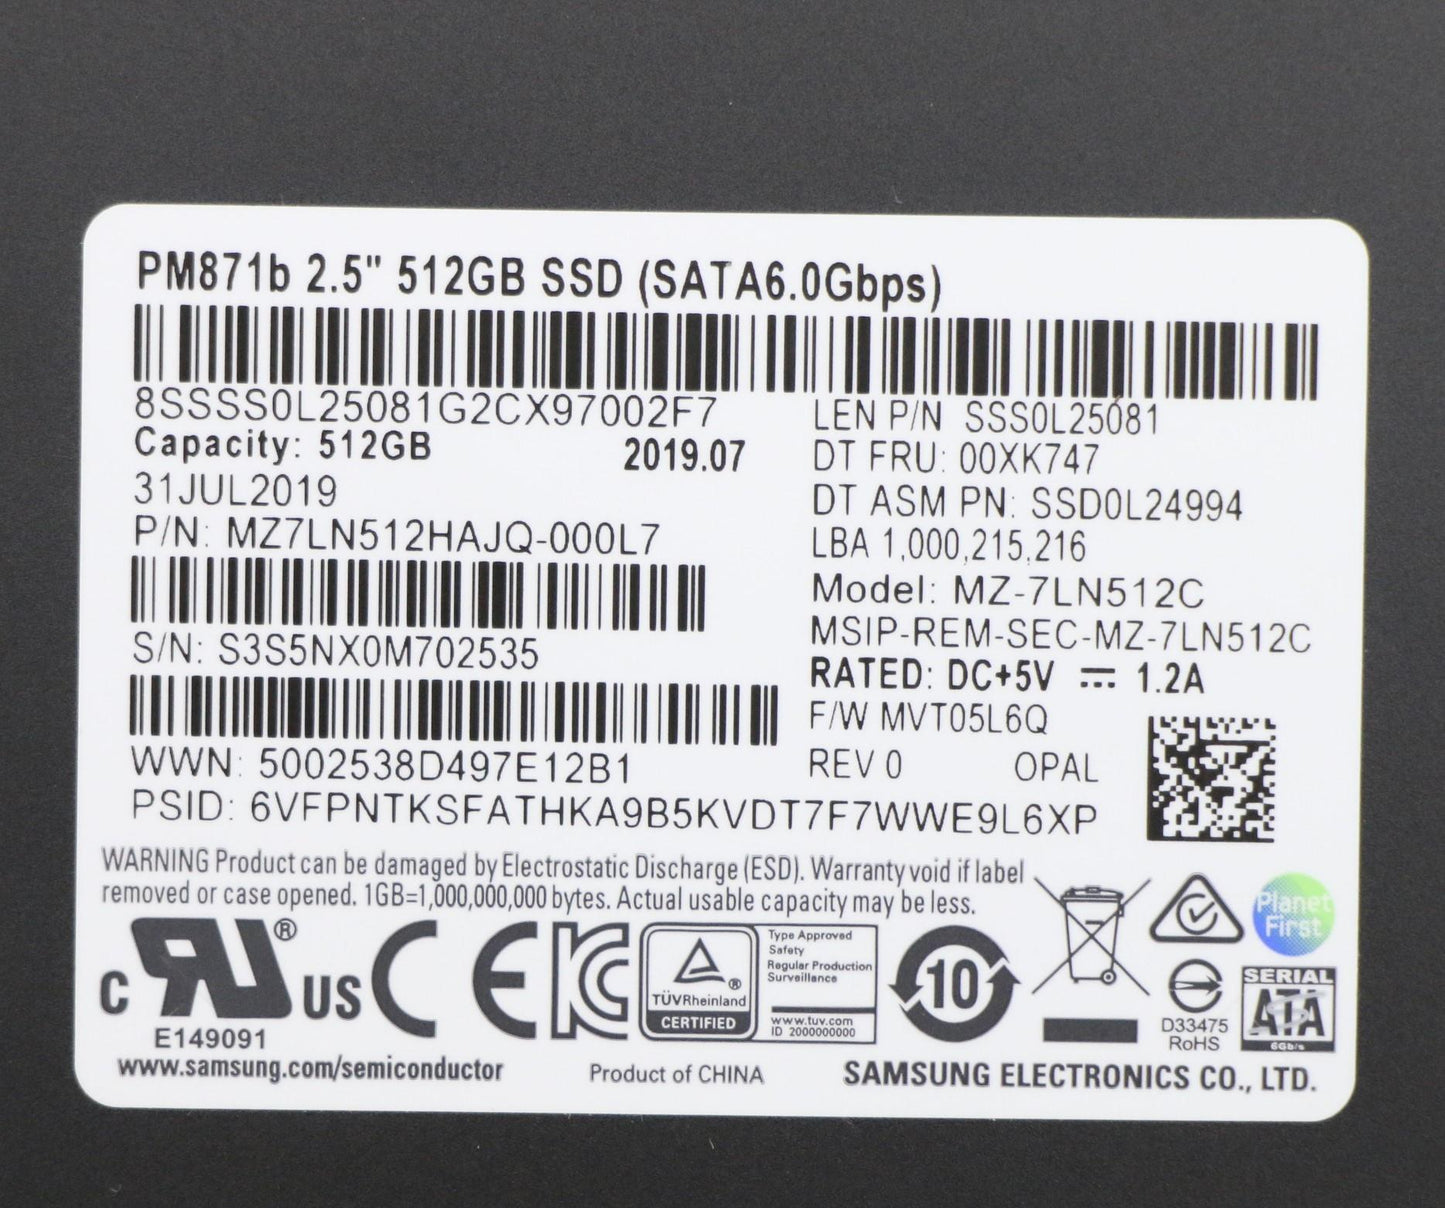 PM871b 2.5" 512GB SSD (SATA6.0Gbps)
8SSSS0L25081G2CX97002F7
Capacity: 512GB 2019.07
31JUL2019
P/N: MZ7LN512HAJQ-000L7
S/N: S3S5NX0M702535
WWN: 5002538D497E12B1
PSID: 6VFPNTKSFATHKA9B5KVDT7F7WWE9L6XP
LEN P/N SSS0L25081
DT FRU: 00XK747
DT ASM PN: SSD0L24994
LBA 1,000,215,216
Model: MZ-7LN512C
MSIP-REM-SEC-MZ-7LN512C
RATED: DC+5V ⎓ 1.2A
F/W MVT05L6Q
REV 0 OPAL
WARNING Product can be damaged by Electrostatic Discharge (ESD). Warranty void if label
removed or case opened. 1GB=1,000,000,000 bytes. Actual usable capacity may be less.
Planet
First
c RU ® US
E149091
CE
KC
TÜVRheinland ®
CERTIFIED
Type Approved
Safety
Regular Production
Surveillance
www.tuv.com
ID 2000000000
10
D33475
RoHS
SERIAL
ATA
6Gb/s
www.samsung.com/semiconductor
Product of CHINA
SAMSUNG ELECTRONICS CO., LTD.